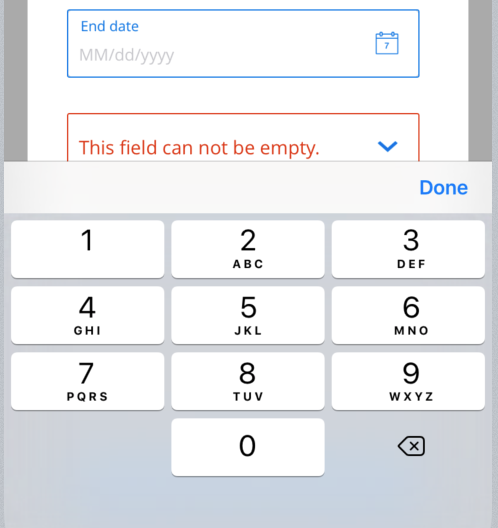 End date
MM/dd/yyyy
7
This field can not be empty.
Done
1
2
ABC
3
DEF
4
GHI
5
JKL
6
MNO
7
PQRS
8
TUV
9
WXYZ
0